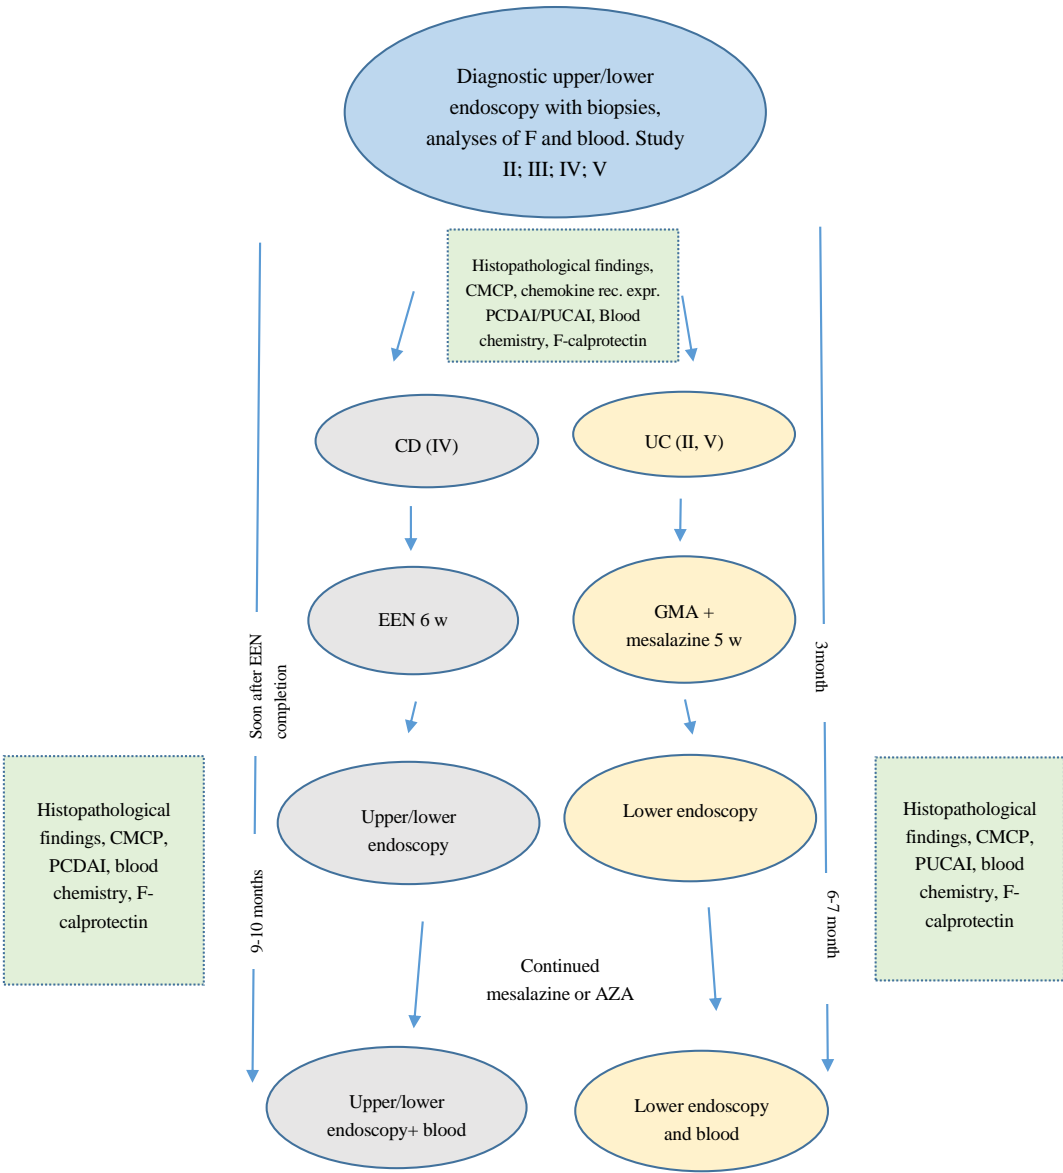 Diagnostic upper/lower
endoscopy with biopsies,
analyses of F and blood. Study
II; III; IV; V
Histopathological findings,
CMCP, chemokine rec. expr.
PCDAI/PUCAI, Blood
chemistry, F-calprotectin
CD (IV)
UC (II, V)
EEN 6 w
GMA +
mesalazine 5 w
Soon after EEN
completion
3month
Histopathological
findings, CMCP,
PCDAI, blood
chemistry, F-
calprotectin
Upper/lower
endoscopy
Lower endoscopy
Histopathological
findings, CMCP,
PUCAI, blood
chemistry, F-
calprotectin
9-10 months
6-7 month
Continued
mesalazine or AZA
Upper/lower
endoscopy+ blood
Lower endoscopy
and blood